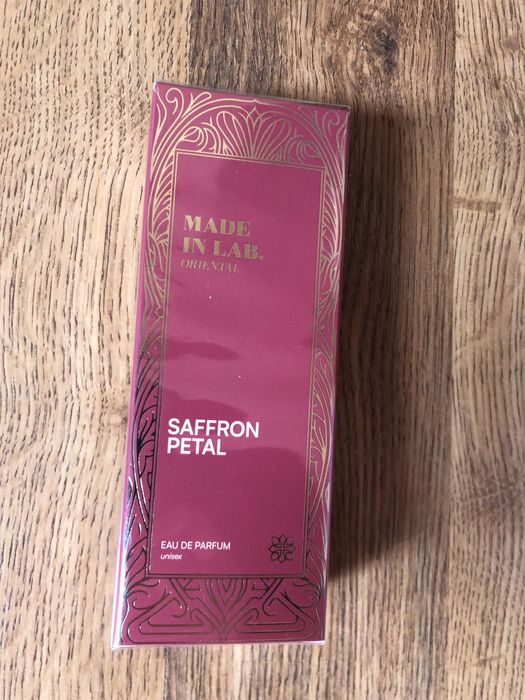 MADE
IN LAB.
ORIENTAL
SAFFRON
PETAL
EAU DE PARFUM
unisex